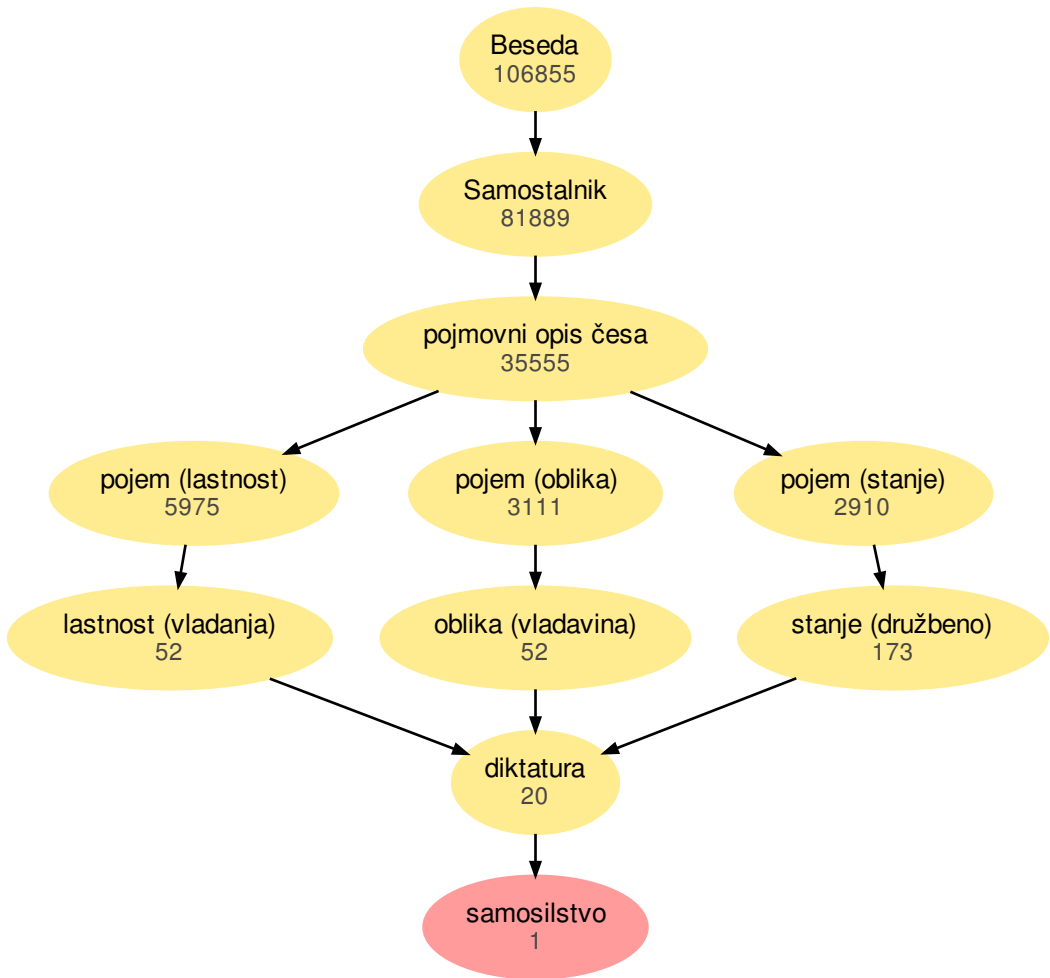 Beseda
106855
Samostalnik
81889
pojmovni opis česa
35555
pojem (lastnost)
5975
pojem (oblika)
3111
pojem (stanje)
2910
lastnost (vladanja)
52
oblika (vladavina)
52
stanje (družbeno)
173
diktatura
20
samosilstvo
1